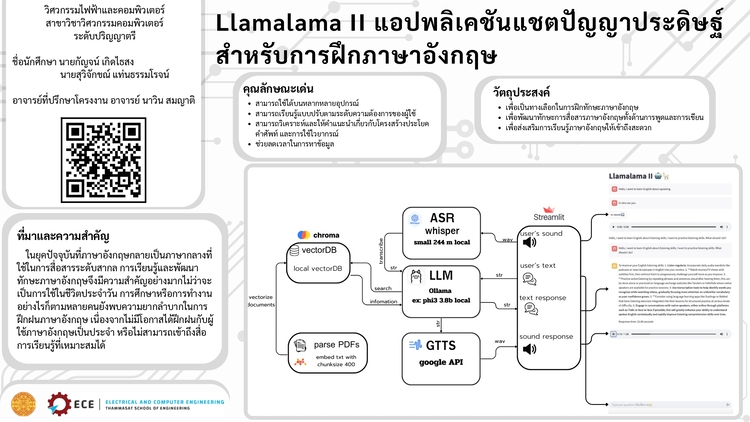 วิศวกรรมไฟฟ้าและคอมพิวเตอร์
สาขาวิชาวิศวกรรมคอมพิวเตอร์
ระดับปริญญาตรี
ชื่อนักศึกษา นายกัญจน์ เกิดไธสง
นายสุวิจักขณ์ แท่นธรรมโรจน์
อาจารย์ที่ปรึกษาโครงงาน อาจารย์ นาวิน สมญาติ
Llamalama II แอปพลิเคชันแชตปัญญาประดิษฐ์
สำหรับการฝึกภาษาอังกฤษ
คุณลักษณะเด่น
สามารถใช้ได้บนหลากหลายอุปกรณ์
สามารถเรียนรู้แบบปรับตามระดับความต้องการของผู้ใช้
สามารถวิเคราะห์และให้คำแนะนำเกี่ยวกับโครงสร้างประโยค
คำศัพท์ และการใช้ไวยากรณ์
ช่วยลดเวลาในการหาข้อมูล
วัตถุประสงค์
เพื่อเป็นทางเลือกในการฝึกทักษะภาษาอังกฤษ
เพื่อพัฒนาทักษะการสื่อสารภาษาอังกฤษทั้งด้านการพูดและการเขียน
เพื่อส่งเสริมการเรียนรู้ภาษาอังกฤษให้เข้าถึงสะดวก
ที่มาและความสำคัญ
ในยุคปัจจุบันที่ภาษาอังกฤษกลายเป็นภาษากลางที่
ใช้ในการสื่อสารระดับสากล การเรียนรู้และพัฒนา
ทักษะภาษาอังกฤษจึงมีความสำคัญอย่างมากไม่ว่าจะ
เป็นการใช้ในชีวิตประจำวัน การศึกษาหรือการทำงาน
อย่างไรก็ตามหลายคนยังพบความยากลำบากในการ
ฝึกฝนภาษาอังกฤษ เนื่องจากไม่มีโอกาสได้ฝึกฝนกับผู้
ใช้ภาษาอังกฤษเป็นประจำ หรือไม่สามารถเข้าถึงสื่อ
การเรียนรู้ที่เหมาะสมได้
ECE
ELECTRICAL AND COMPUTER ENGINEERING
THAMMASAT SCHOOL OF ENGINEERING
chroma
vectorDB
local vectorDB
vectorize
documents
parse PDFs
embed txt with
chunksize 400
transcribe
str
search
infomation
ASR
whisper
small 244 m local
LLM
Ollama
ex: phi3 3.8b local
str
GTTS
google API
wav
str
str
wav
Streamlit
user's sound
user's text
text response
sound response
Llamalama II